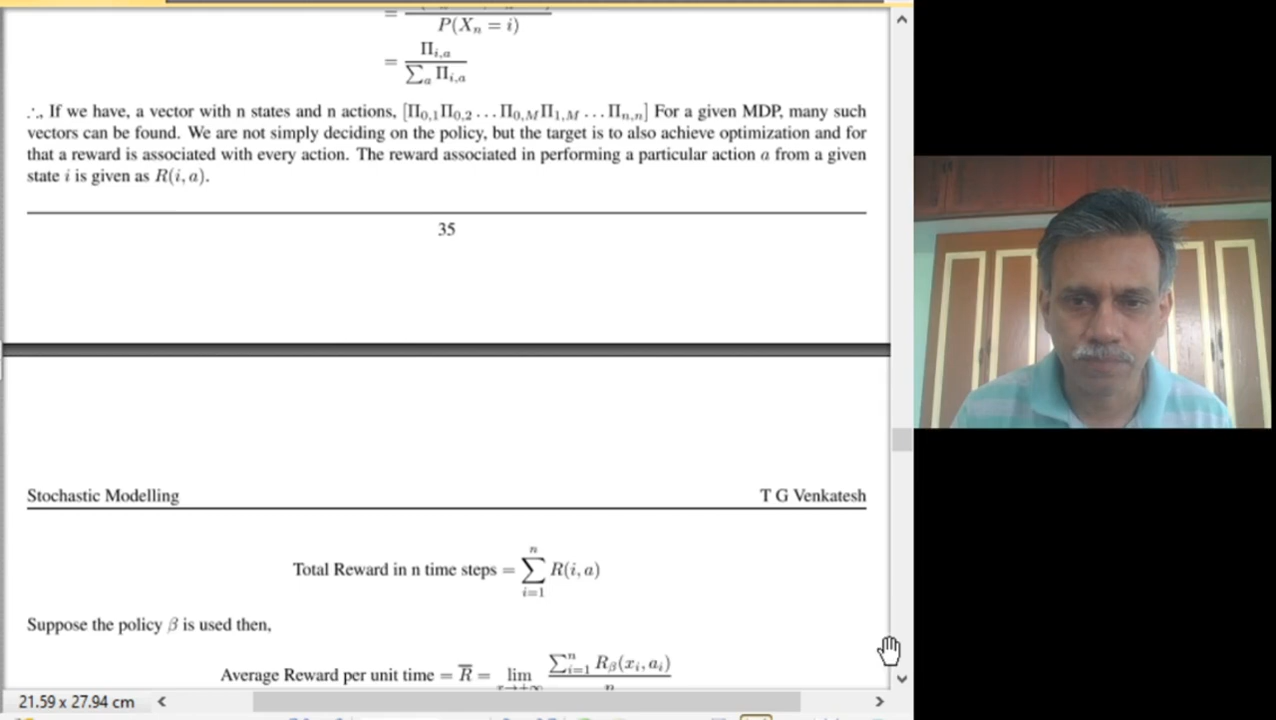 =
P(X_n = i)
= Π_{i,a} / ∑_a Π_{i,a}
∴, If we have, a vector with n states and n actions, [Π_{0,1}Π_{0,2} . . . Π_{0,M}Π_{1,M} . . . Π_{n,n}] For a given MDP, many such
vectors can be found. We are not simply deciding on the policy, but the target is to also achieve optimization and for
that a reward is associated with every action. The reward associated in performing a particular action a from a given
state i is given as R(i, a).
35
Stochastic Modelling T G Venkatesh
Total Reward in n time steps = ∑_{i=1}^{n} R(i, a)
Suppose the policy β is used then,
Average Reward per unit time = R̅ = lim ∑_{i=1}^{n} R_β(x_i, a_i) / n
21.59 x 27.94 cm